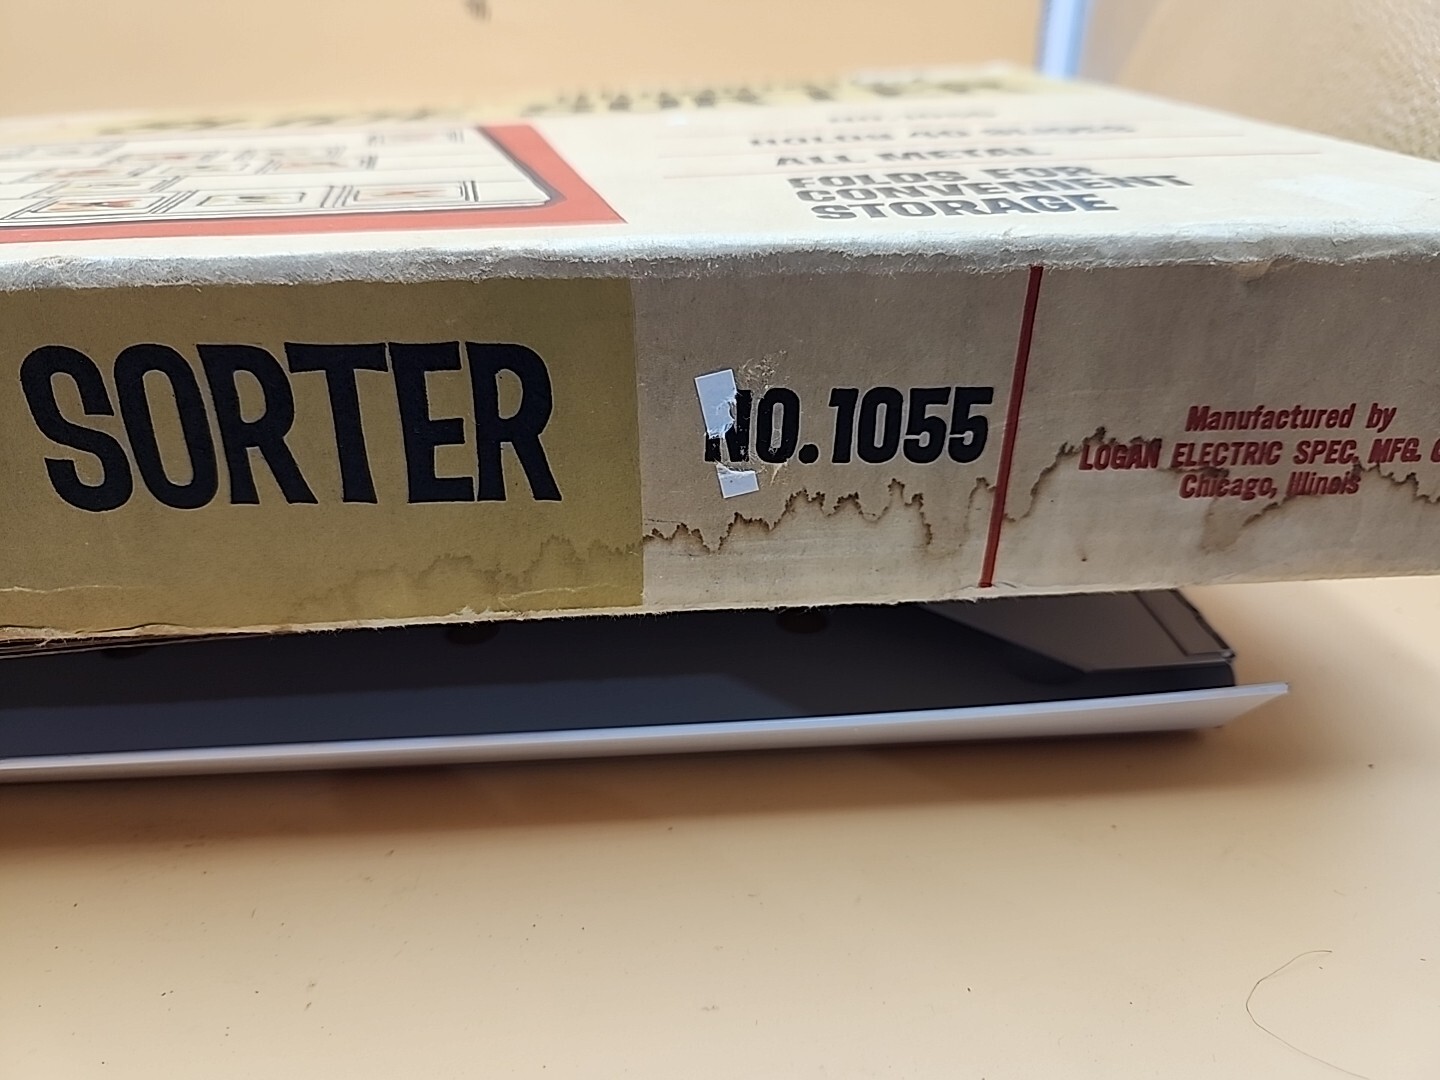 SORTER
HOLDS 40 SLIDES
ALL METAL
FOLDS FOR
CONVENIENT
STORAGE
SORTER
NO. 1055
Manufactured by
LOGAN ELECTRIC SPEC. MFG. C
Chicago, Illinois